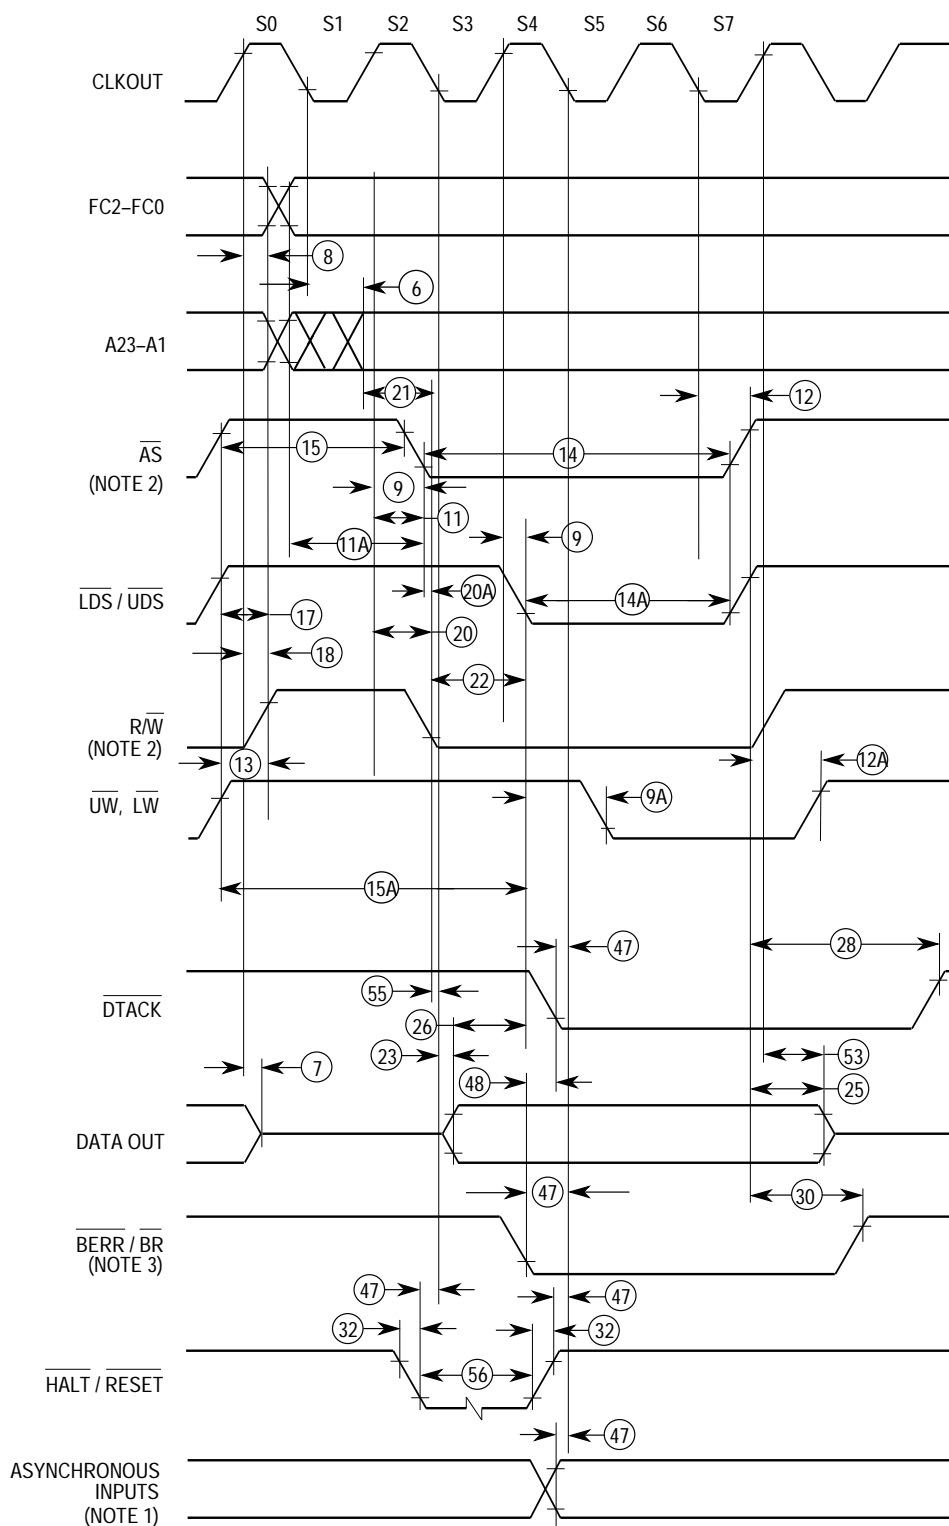 S0 S1 S2 S3 S4 S5 S6 S7
CLKOUT
FC2–FC0
8
6
A23–A1
21
12
15
14
AS
(NOTE 2)
9
11
9
11A
20A
14A
LDS / UDS
17
20
18
22
R/W
(NOTE 2)
13
12A
9A
UW, LW
15A
47
28
55
DTACK
26
23
53
7
48
25
DATA OUT
47
30
BERR / BR
(NOTE 3)
47
47
32
32
56
HALT / RESET
47
ASYNCHRONOUS
INPUTS
(NOTE 1)